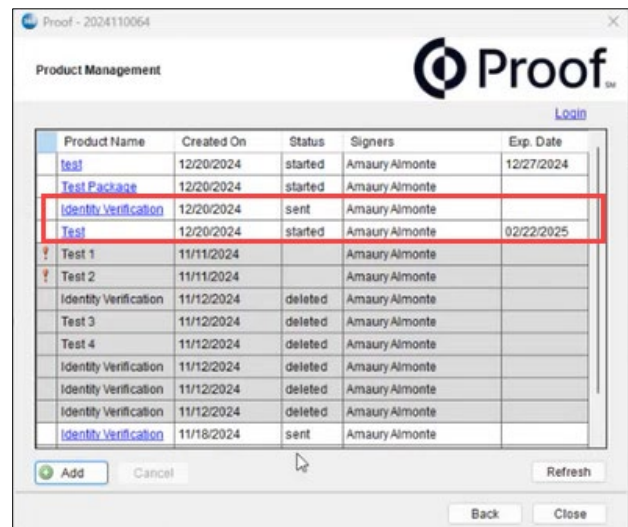 Proof - 2024110064
Product Management
Proof SM
Login
Product Name Created On Status Signers Exp. Date
test 12/20/2024 started Amaury Almonte 12/27/2024
Test Package 12/20/2024 started Amaury Almonte
Identity Verification 12/20/2024 sent Amaury Almonte
Test 12/20/2024 started Amaury Almonte 02/22/2025
Test 1 11/11/2024 Amaury Almonte
Test 2 11/11/2024 Amaury Almonte
Identity Verification 11/12/2024 deleted Amaury Almonte
Test 3 11/12/2024 deleted Amaury Almonte
Test 4 11/12/2024 deleted Amaury Almonte
Identity Verification 11/12/2024 deleted Amaury Almonte
Identity Verification 11/12/2024 deleted Amaury Almonte
Identity Verification 11/12/2024 deleted Amaury Almonte
Identity Verification 11/18/2024 sent Amaury Almonte
Add Cancel Refresh
Back Close